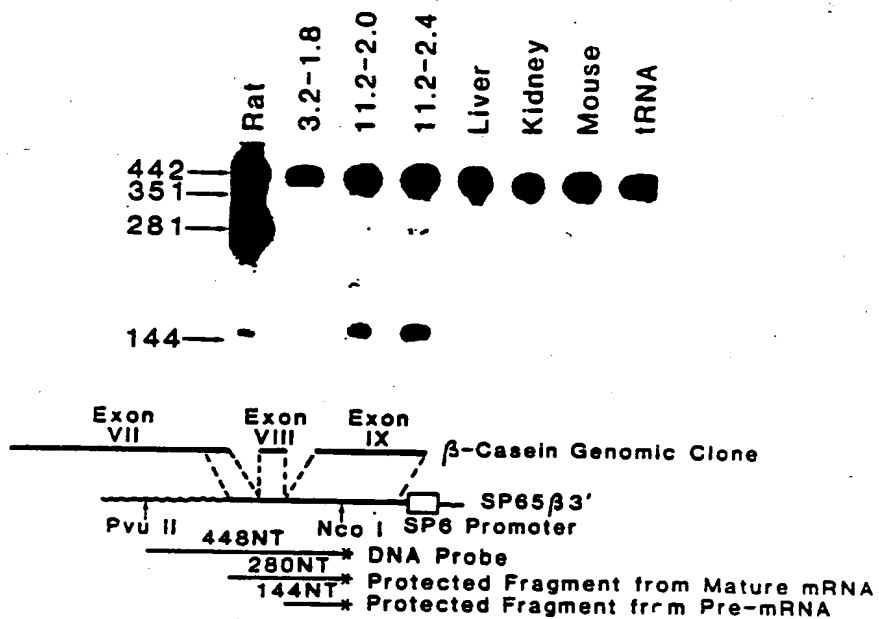 Rat
3.2-1.8
11.2-2.0
11.2-2.4
Liver
Kidney
Mouse
tRNA
442
351
281
144
Exon VII
Exon VIII
Exon IX
β-Casein Genomic Clone
SP65β3'
Pvu II
Nco I
SP6 Promoter
448NT
* DNA Probe
280NT
* Protected Fragment from Mature mRNA
144NT
* Protected Fragment from Pre-mRNA